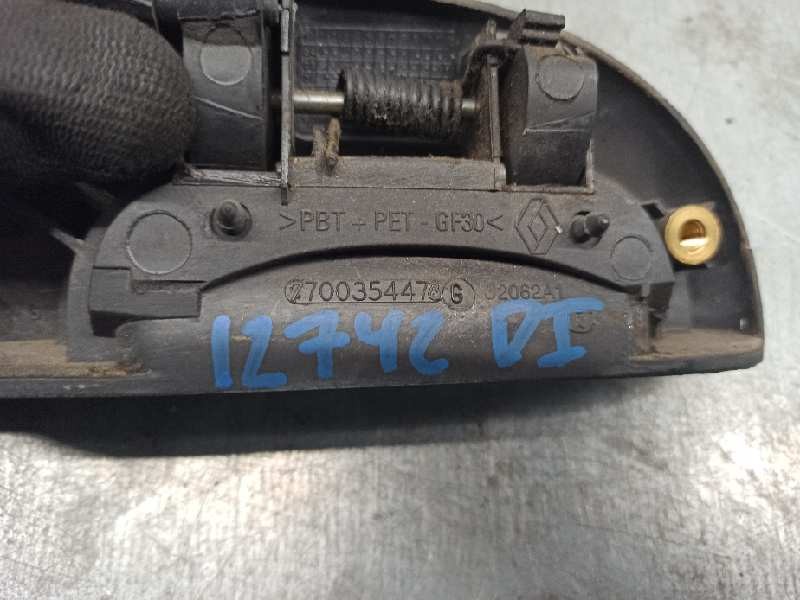 >PBT + PET - GF30<
7700354478 G 02062A1
12742 DI